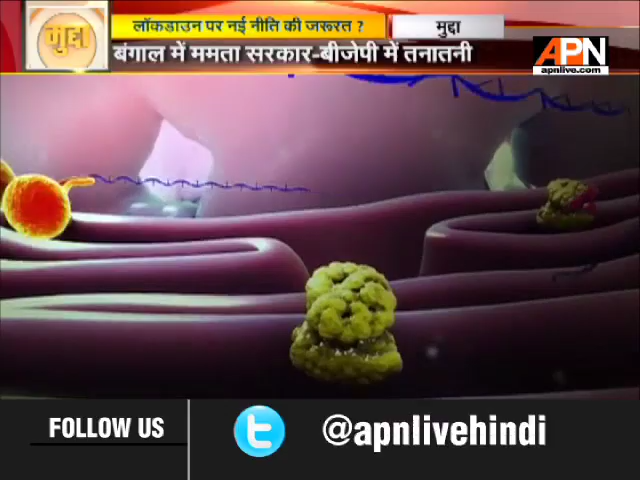 मुद्दा
लॉकडाउन पर नई नीति की जरूरत ?
मुद्दा
बंगाल में ममता सरकार-बीजेपी में तनातनी
APN
apnlive.com
FOLLOW US
@apnlivehindi